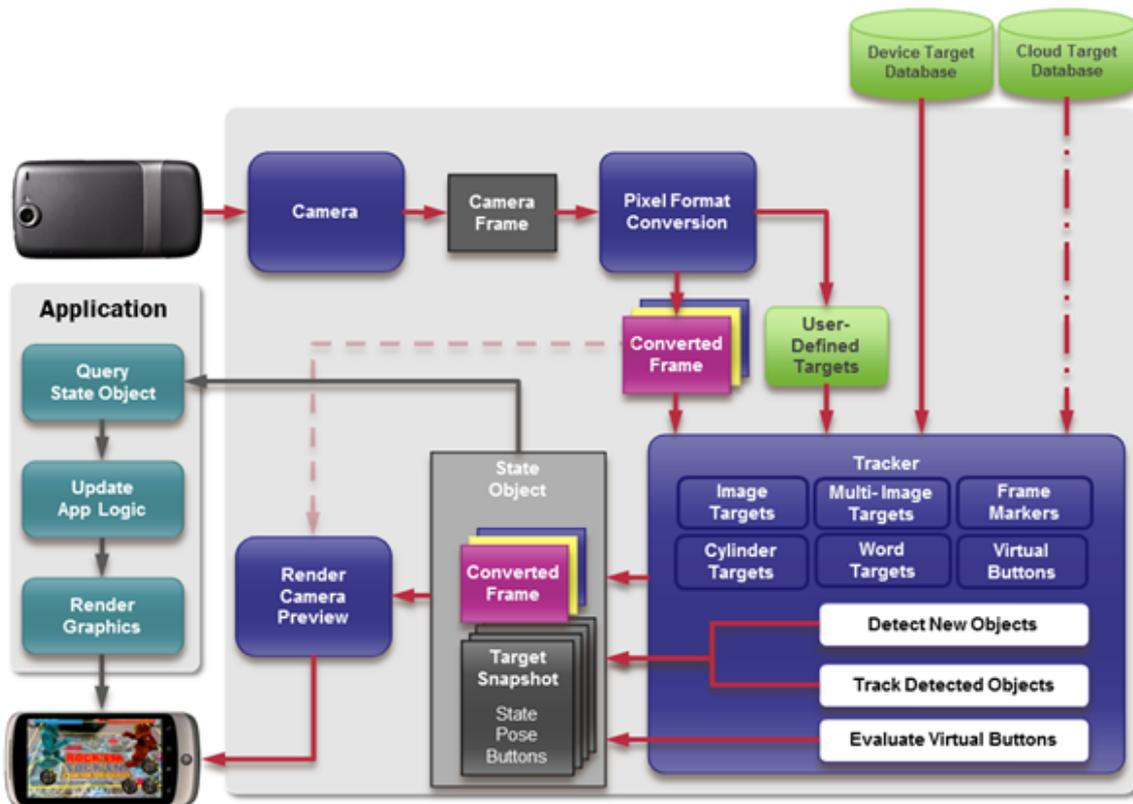 Device Target
Database
Cloud Target
Database
Camera
Camera
Frame
Pixel Format
Conversion
Application
Query
State Object
Update
App Logic
Render
Graphics
Converted
Frame
User-
Defined
Targets
State
Object
Converted
Frame
Target
Snapshot
State
Pose
Buttons
Render
Camera
Preview
Tracker
Image
Targets
Multi-Image
Targets
Frame
Markers
Cylinder
Targets
Word
Targets
Virtual
Buttons
Detect New Objects
Track Detected Objects
Evaluate Virtual Buttons